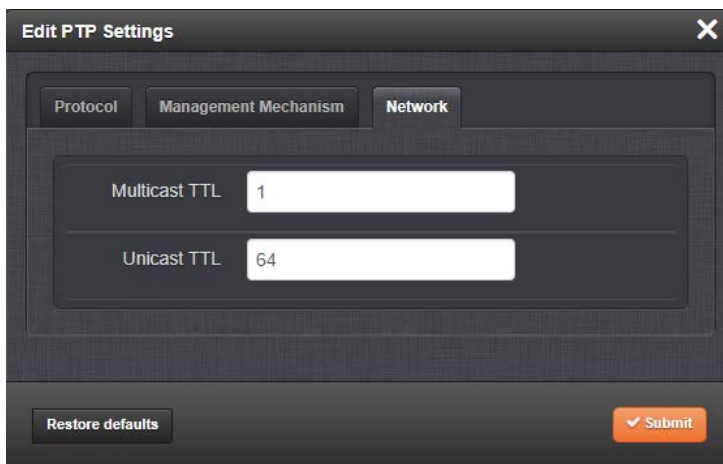 Edit PTP Settings
Protocol Management Mechanism Network
Multicast TTL 1
Unicast TTL 64
Restore defaults Submit